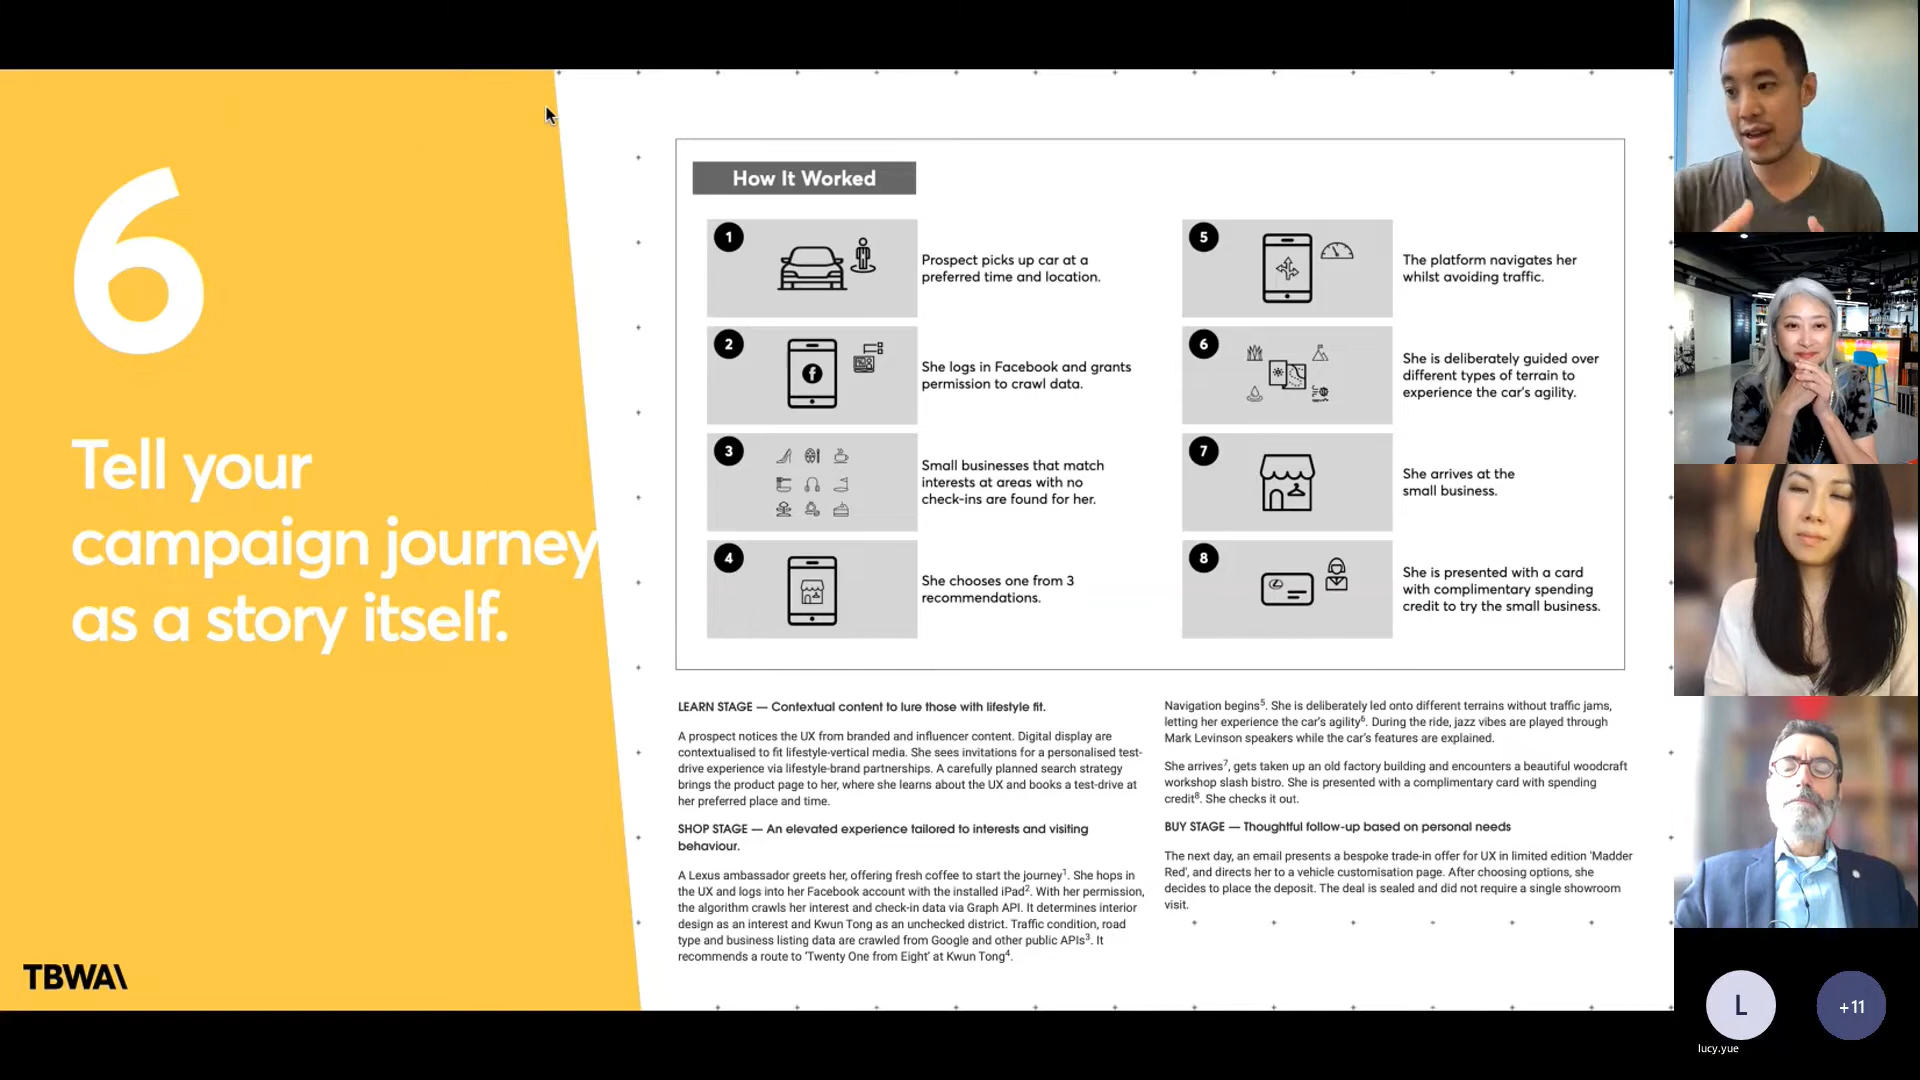 6
Tell your
campaign journey
as a story itself.
TBWA\
How It Worked
1
Prospect picks up car at a
preferred time and location.
2
She logs in Facebook and grants
permission to crawl data.
3
Small businesses that match
interests at areas with no
check-ins are found for her.
4
She chooses one from 3
recommendations.
5
The platform navigates her
whilst avoiding traffic.
6
She is deliberately guided over
different types of terrain to
experience the car's agility.
7
She arrives at the
small business.
8
She is presented with a card
with complimentary spending
credit to try the small business.
LEARN STAGE — Contextual content to lure those with lifestyle fit.
A prospect notices the UX from branded and influencer content. Digital display are
contextualised to fit lifestyle-vertical media. She sees invitations for a personalised test-
drive experience via lifestyle-brand partnerships. A carefully planned search strategy
brings the product page to her, where she learns about the UX and books a test-drive at
her preferred place and time.
SHOP STAGE — An elevated experience tailored to interests and visiting
behaviour.
A Lexus ambassador greets her, offering fresh coffee to start the journey¹. She hops in
the UX and logs into her Facebook account with the installed iPad². With her permission,
the algorithm crawls her interest and check-in data via Graph API. It determines interior
design as an interest and Kwun Tong as an unchecked district. Traffic condition, road
type and business listing data are crawled from Google and other public APIs³. It
recommends a route to 'Twenty One from Eight' at Kwun Tong⁴.
Navigation begins⁵. She is deliberately led onto different terrains without traffic jams,
letting her experience the car's agility⁶. During the ride, jazz vibes are played through
Mark Levinson speakers while the car's features are explained.
She arrives⁷, gets taken up an old factory building and encounters a beautiful woodcraft
workshop slash bistro. She is presented with a complimentary card with spending
credit⁸. She checks it out.
BUY STAGE — Thoughtful follow-up based on personal needs
The next day, an email presents a bespoke trade-in offer for UX in limited edition 'Madder
Red', and directs her to a vehicle customisation page. After choosing options, she
decides to place the deposit. The deal is sealed and did not require a single showroom
visit.
L
+11
lucy.yue